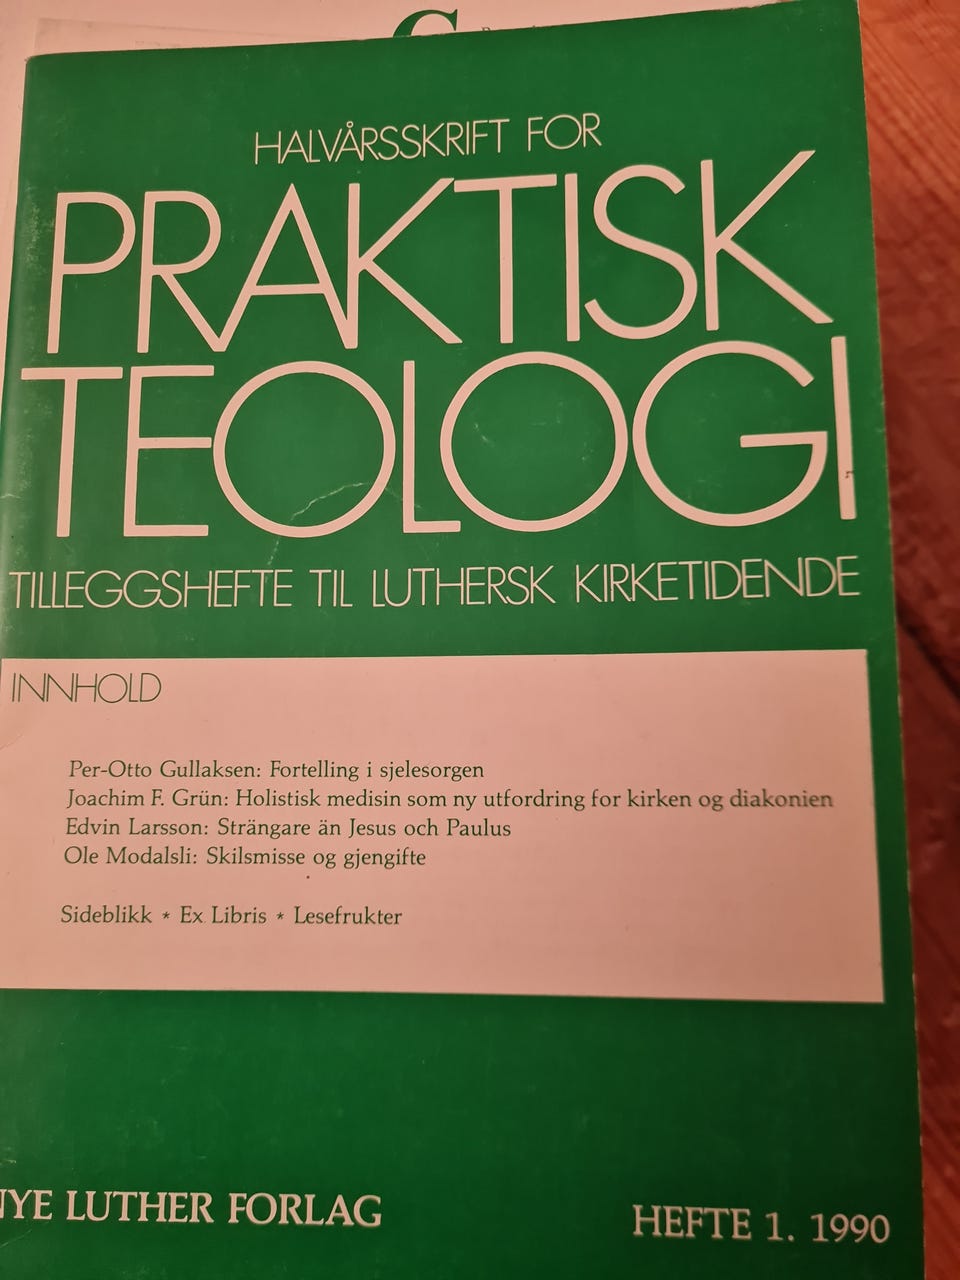 HALVÅRSSKRIFT FOR
PRAKTISK
TEOLOGI
TILLEGGSHEFTE TIL LUTHERSK KIRKETIDENDE
INNHOLD
Per-Otto Gullaksen: Fortelling i sjelesorgen
Joachim F. Grün: Holistisk medisin som ny utfordring for kirken og diakonien
Edvin Larsson: Strängare än Jesus och Paulus
Ole Modalsli: Skilsmisse og gjengifte
Sideblikk * Ex Libris * Lesefrukter
NYE LUTHER FORLAG
HEFTE 1. 1990